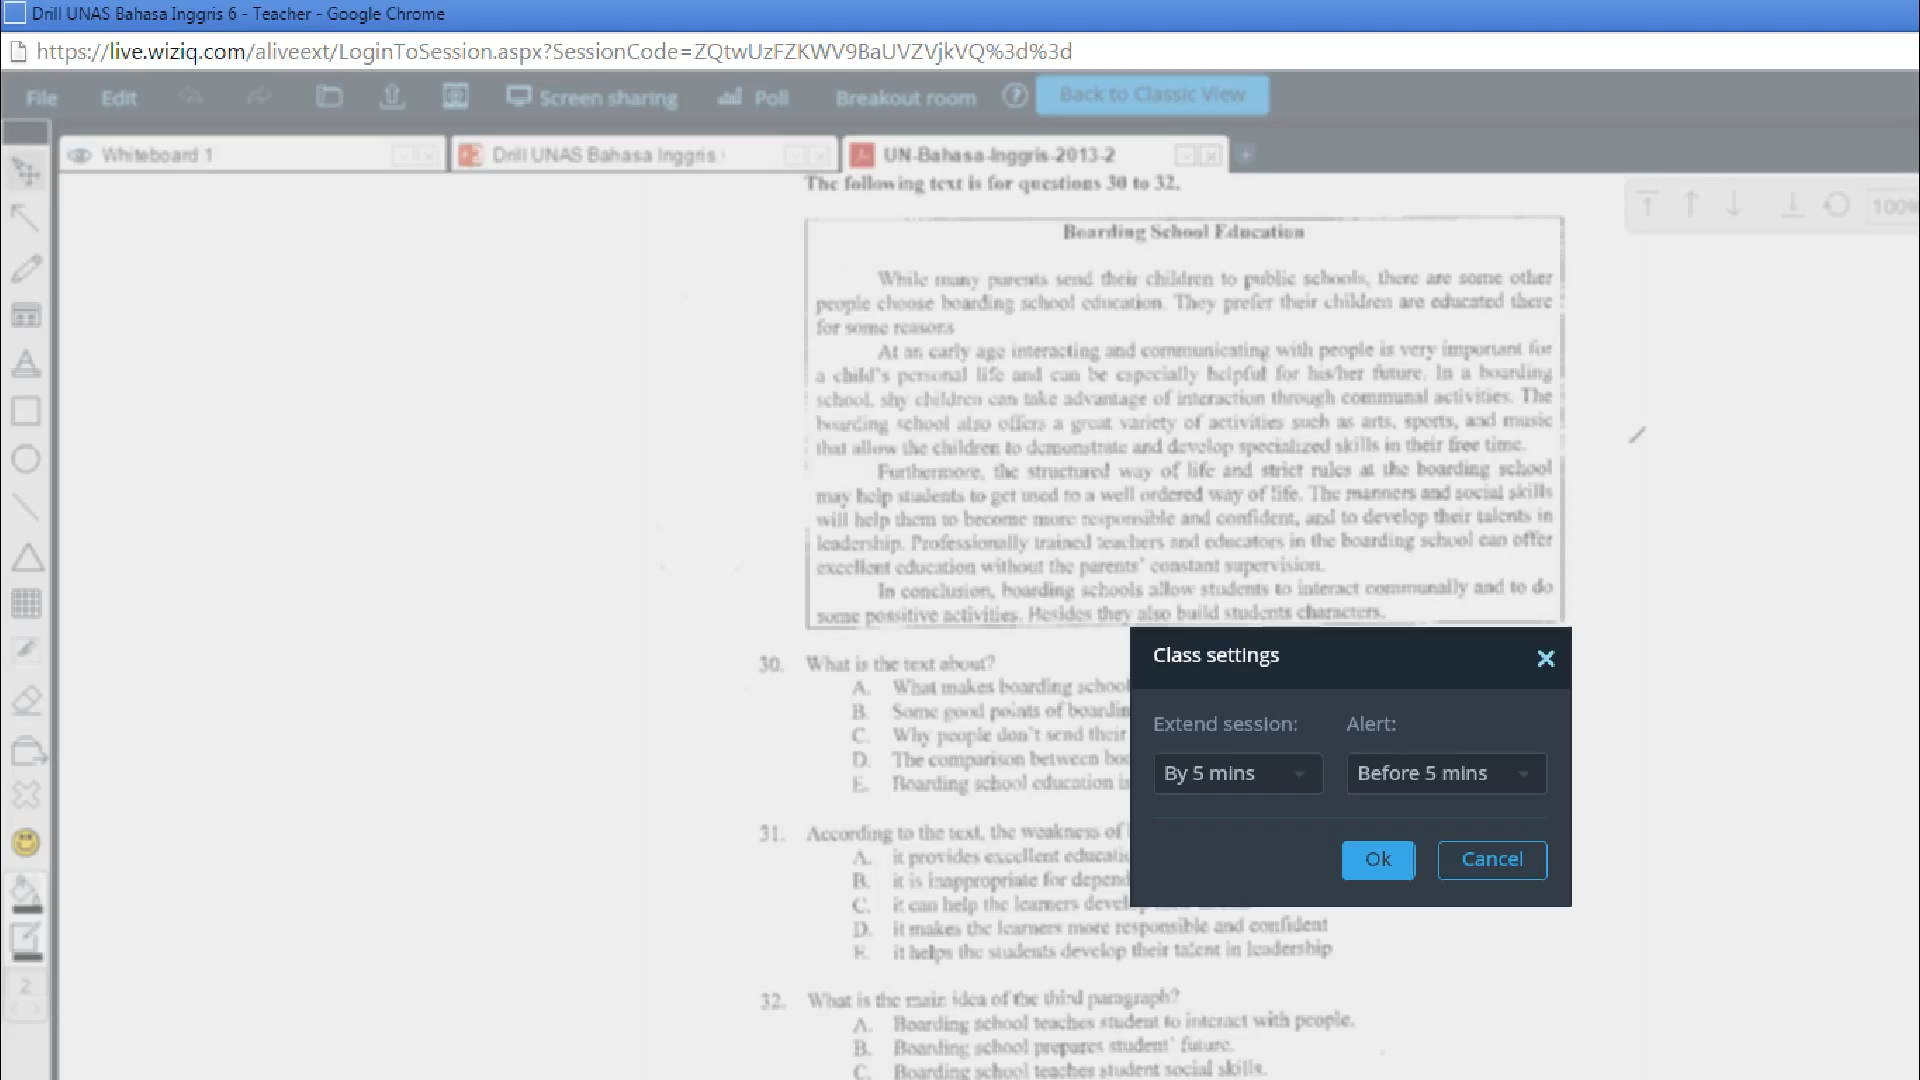 Drill UNAS Bahasa Inggris 6 - Teacher - Google Chrome
https://live.wiziq.com/aliveext/LoginToSession.aspx?SessionCode=ZQtwUzFZKWV9BaUVZVjkVQ%3d%3d
File Edit Screen sharing Poll Breakout room ? Back to Classic View
Whiteboard 1 Drill UNAS Bahasa Inggris UN-Bahasa-Inggris-2013-2
The following text is for questions 30 to 32.
100%
Boarding School Education
While many parents send their children to public schools, there are some other
people choose boarding school education. They prefer their children are educated there
for some reasons
At an early age interacting and communicating with people is very important for
a child's personal life and can be especially helpful for his/her future. In a boarding
school, shy children can take advantage of interaction through communal activities. The
boarding school also offers a great variety of activities such as arts, sports, and music
that allow the children to demonstrate and develop specialized skills in their free time.
Furthermore, the structured way of life and strict rules at the boarding school
may help students to get used to a well ordered way of life. The manners and social skills
will help them to become more responsible and confident, and to develop their talents in
leadership. Professionally trained teachers and educators in the boarding school can offer
excellent education without the parents' constant supervision.
In conclusion, boarding schools allow students to interact communally and to do
some possitive activities. Besides they also build students characters.
30. What is the text about?
A. What makes boarding school
B. Some good points of boardin
C. Why people don't send their
D. The comparison between boa
E. Boarding school education is
31. According to the text, the weakness of
A. it provides excellent educatio
B. it is inappropriate for depend
C. it can help the learners devel
D. it makes the learners more responsible and confident
E. it helps the students develop their talent in leadership
32. What is the main idea of the third paragraph?
A. Boarding school teaches student to interact with people.
B. Boarding school prepares student' future.
C. Boarding school teaches student social skills.
2
Class settings
Extend session: Alert:
By 5 mins Before 5 mins
Ok Cancel